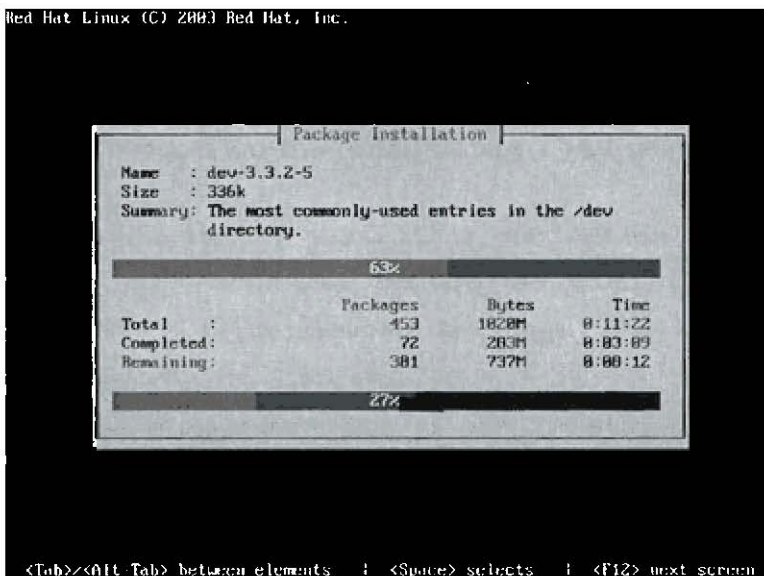 Red Hat Linux (C) 2003 Red Hat, Inc.
Package Installation
Name : dev-3.3.2-5
Size : 336k
Summary: The most commonly-used entries in the /dev
directory.
63%
Packages Bytes Time
Total : 453 1020M 0:11:22
Completed: 72 283M 0:03:09
Remaining: 381 737M 0:08:12
27%
<Tab>/<Alt-Tab> between elements | <Space> selects | <F12> next screen